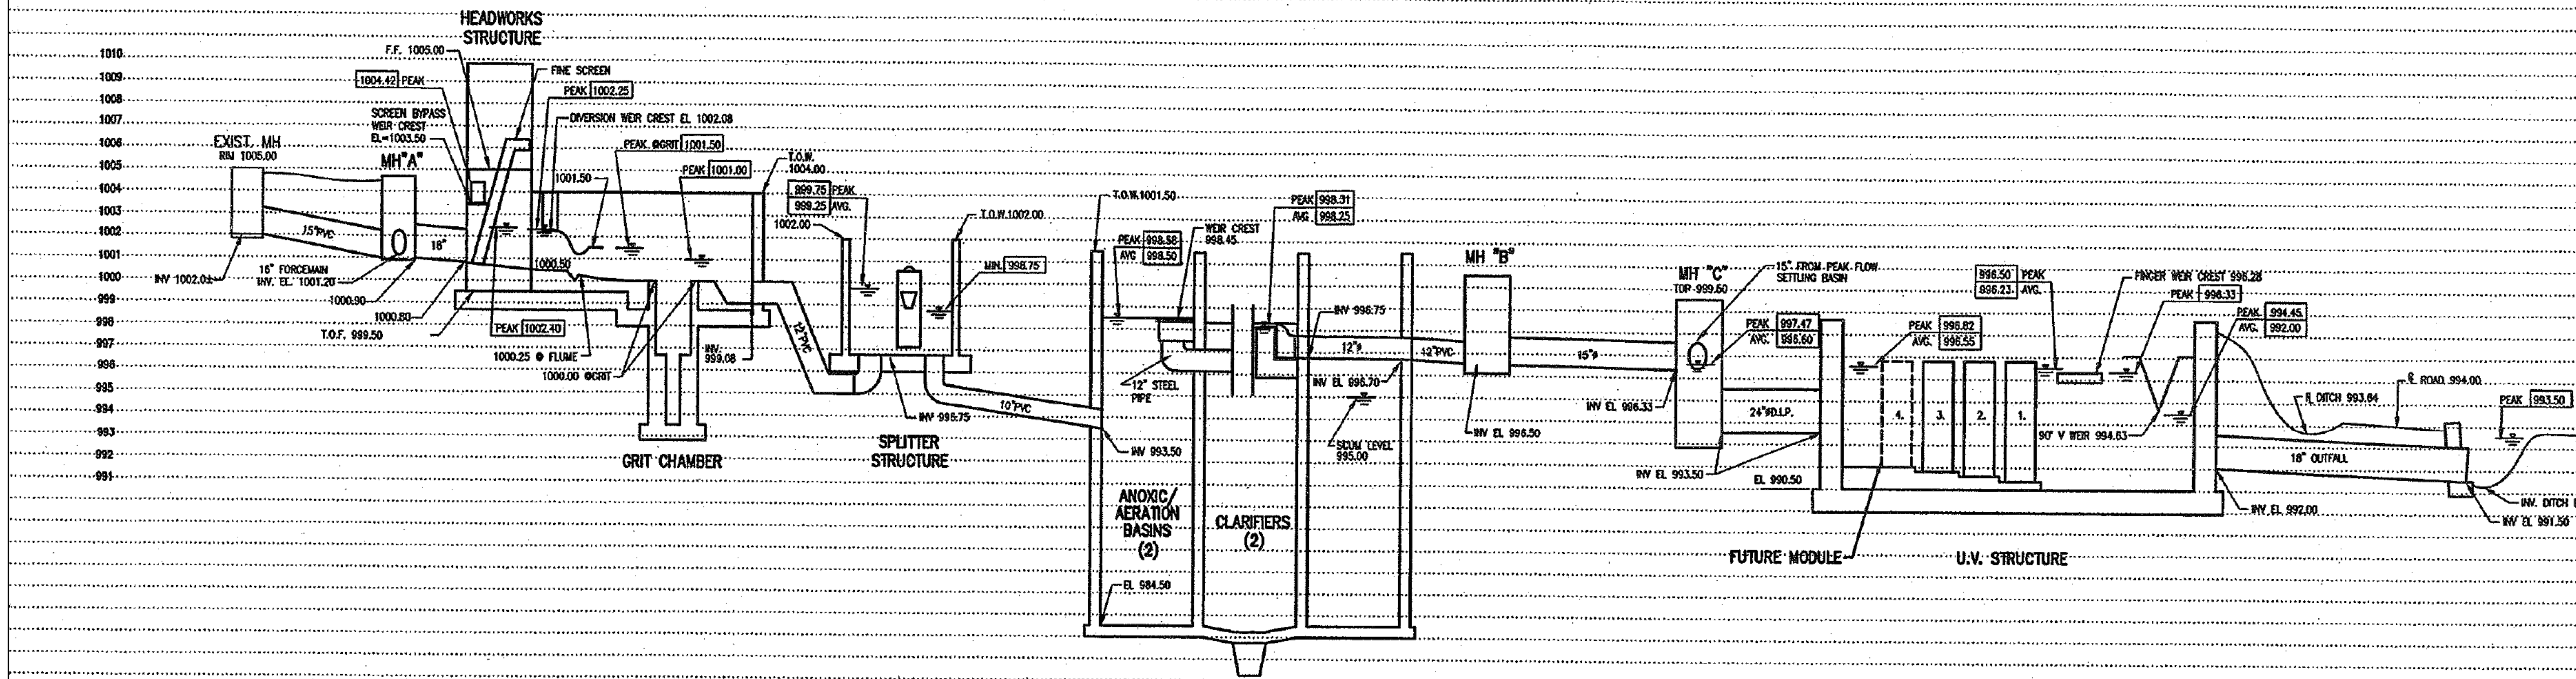 HEADWORKS
STRUCTURE
F.F. 1005.00
FINE SCREEN
1004.42 PEAK
PEAK 1002.25
SCREEN BYPASS
WEIR CREST
EL=1003.50
DIVERSION WEIR CREST EL 1002.08
EXIST. MH
RIM 1005.00
MH "A"
PEAK @GRIT 1001.50
1001.50
PEAK 1001.00
T.O.W.
1004.00
15"PVC
16"
INV 1002.0±
16" FORCEMAIN
INV. EL. 1001.20
1000.90
1000.80
T.O.F. 999.50
1000.50
PEAK 1002.40
1000.25 @ FLUME
1000.00 @GRIT
INV.
999.08
GRIT CHAMBER
12"PVC
999.75 PEAK
999.25 AVG.
1002.00
T.O.W. 1002.00
MIN. 998.75
INV 996.75
10"PVC
SPLITTER
STRUCTURE
INV 993.50
T.O.W. 1001.50
PEAK 998.58
AVG 998.50
WEIR CREST
998.45
PEAK 998.31
AVG. 998.25
12" STEEL
PIPE
INV 996.75
12"ø
12"PVC
INV EL 996.70
SCUM LEVEL
995.00
ANOXIC/
AERATION
BASINS
(2)
CLARIFIERS
(2)
EL 984.50
MH "B"
INV EL 996.50
15"ø
MH "C"
TOP 999.60
15" FROM PEAK FLOW
SETTLING BASIN
PEAK 997.47
AVG. 996.60
INV EL 996.33
24"øD.I.P.
INV EL 993.50
PEAK 996.82
AVG. 996.55
4.
3.
2.
1.
EL 990.50
FUTURE MODULE
U.V. STRUCTURE
996.50 PEAK
996.23 AVG.
FINGER WEIR CREST 996.28
PEAK 996.33
PEAK 994.45
AVG. 992.00
90° V WEIR 994.63
DITCH 993.64
℄ ROAD 994.00
PEAK 993.50
18" OUTFALL
INV EL 992.00
INV. DITCH
INV EL 991.50
1010
1009
1008
1007
1006
1005
1004
1003
1002
1001
1000
999
998
997
996
995
994
993
992
991